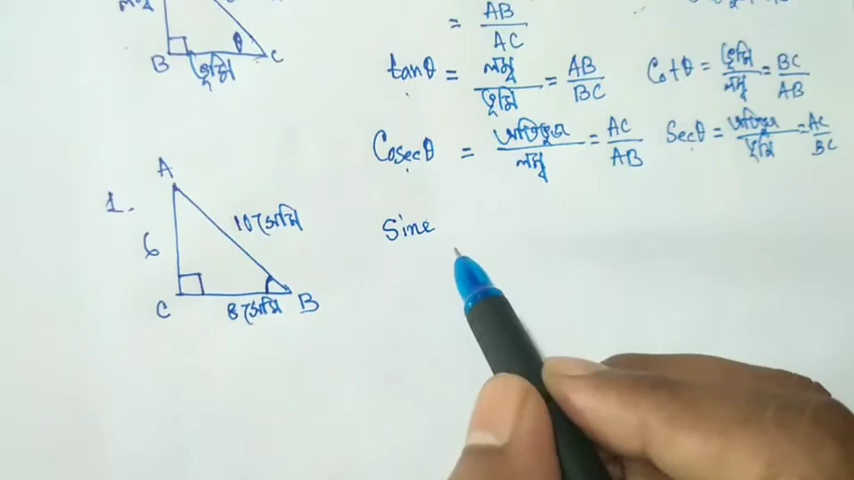 লম্ব
B
θ
C
ভূমি
= AB/AC
tanθ = লম্ব/ভূমি = AB/BC
Cotθ = ভূমি/লম্ব = BC/AB
Cosecθ = অতিভুজ/লম্ব = AC/AB
Secθ = অতিভুজ/ভূমি = AC/BC
1.
A
6
10 সেমি
C
8 সেমি
B
Sine